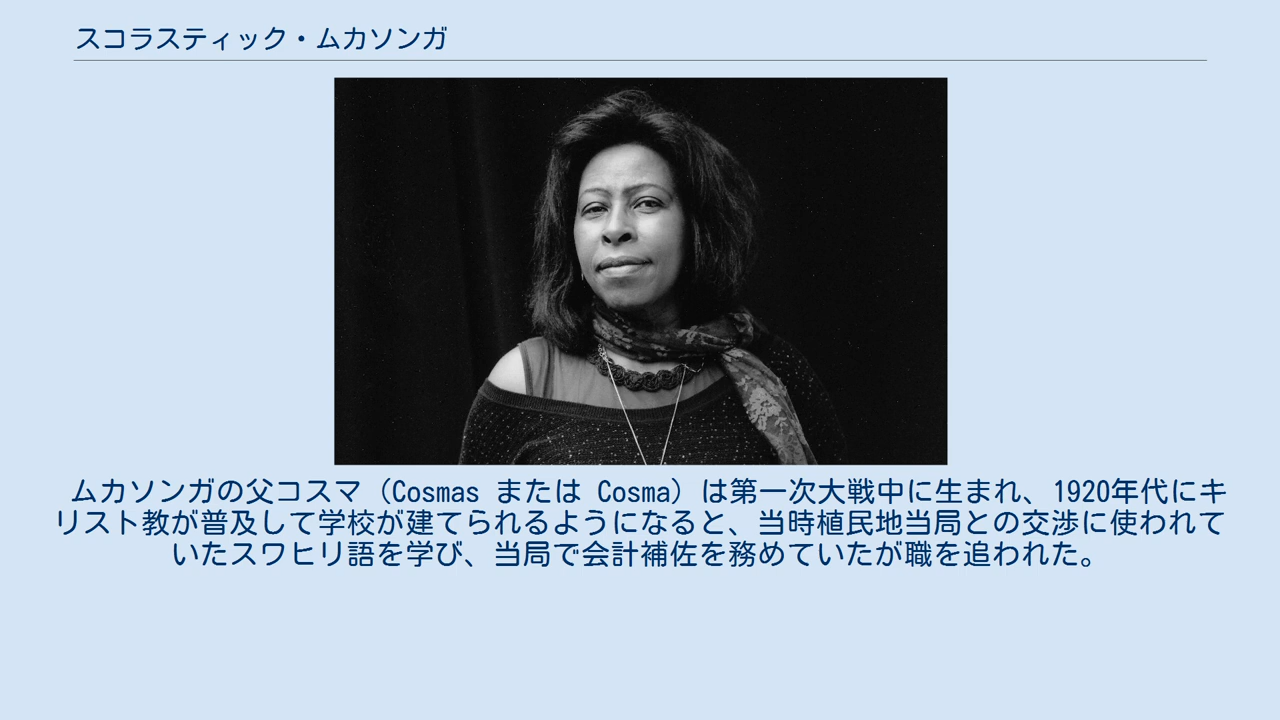 スコラスティック・ムカソンガ
ムカソンガの父コスマ（Cosmas または Cosma）は第一次大戦中に生まれ、1920年代にキ
リスト教が普及して学校が建てられるようになると、当時植民地当局との交渉に使われて
いたスワヒリ語を学び、当局で会計補佐を務めていたが職を追われた。